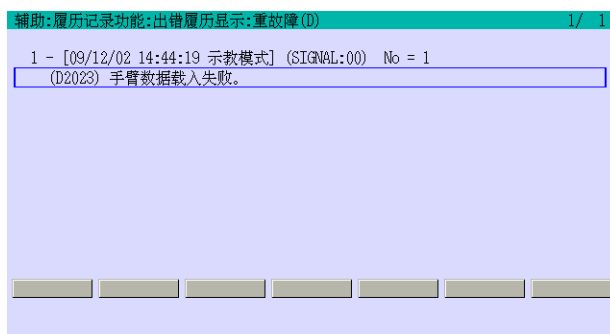 辅助:履历记录功能:出错履历显示:重故障(D) 1/ 1
1 - [09/12/02 14:44:19 示教模式] (SIGNAL:00) No = 1
(D2023) 手臂数据载入失败。